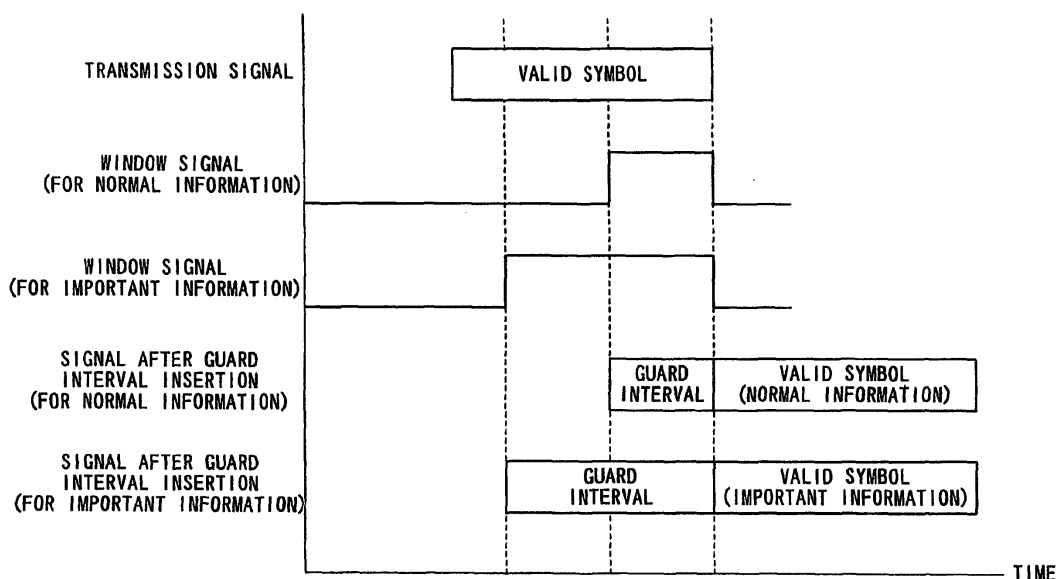 TRANSMISSION SIGNAL
VALID SYMBOL
WINDOW SIGNAL
(FOR NORMAL INFORMATION)
WINDOW SIGNAL
(FOR IMPORTANT INFORMATION)
SIGNAL AFTER GUARD
INTERVAL INSERTION
(FOR NORMAL INFORMATION)
GUARD
INTERVAL
VALID SYMBOL
(NORMAL INFORMATION)
SIGNAL AFTER GUARD
INTERVAL INSERTION
(FOR IMPORTANT INFORMATION)
GUARD
INTERVAL
VALID SYMBOL
(IMPORTANT INFORMATION)
TIME